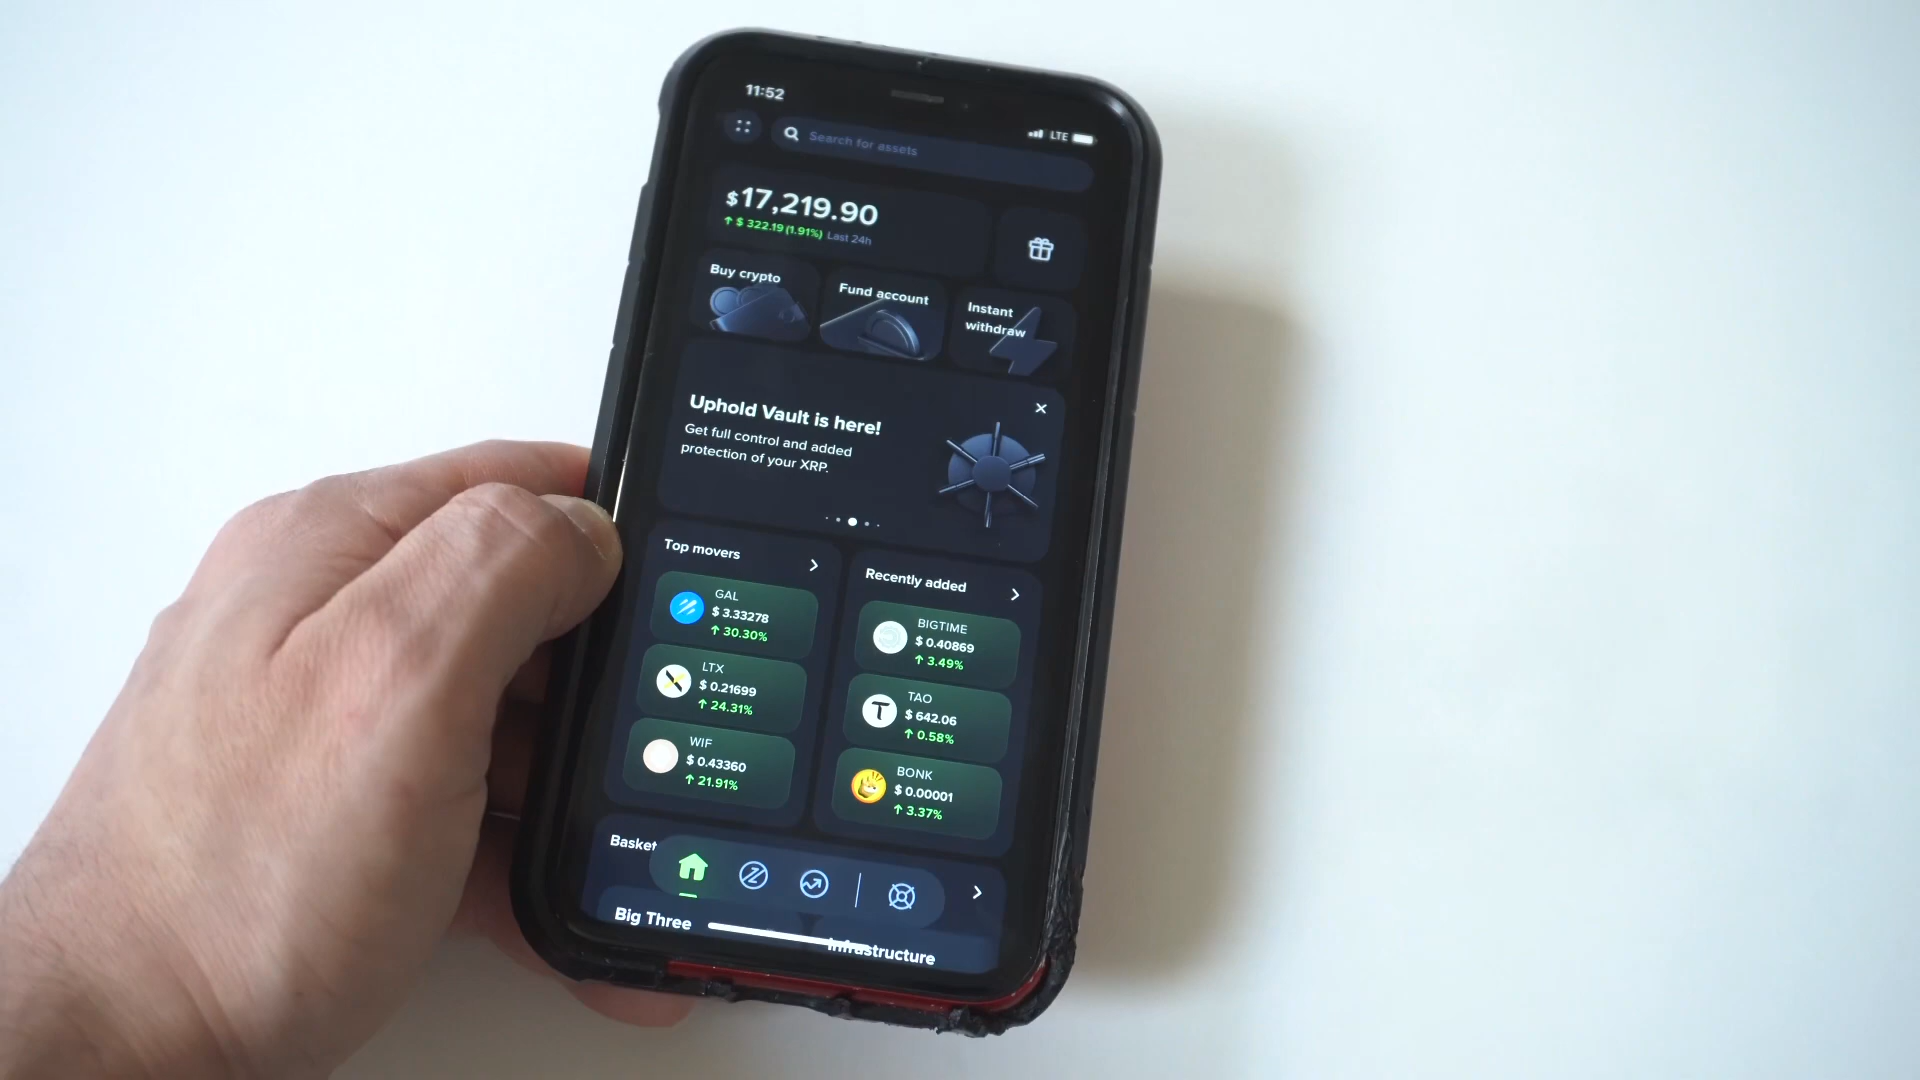 11:52
LTE
Search for assets
$17,219.90
↑ $ 322.19 (1.91%) Last 24h
Buy crypto
Fund account
Instant
withdraw
Uphold Vault is here!
Get full control and added
protection of your XRP.
Top movers
GAL
$ 3.33278
↑ 30.30%
LTX
$ 0.21699
↑ 24.31%
WIF
$ 0.43360
↑ 21.91%
Recently added
BIGTIME
$ 0.40869
↑ 3.49%
TAO
$ 642.06
↑ 0.58%
BONK
$ 0.00001
↑ 3.37%
Basket
Big Three
Infrastructure